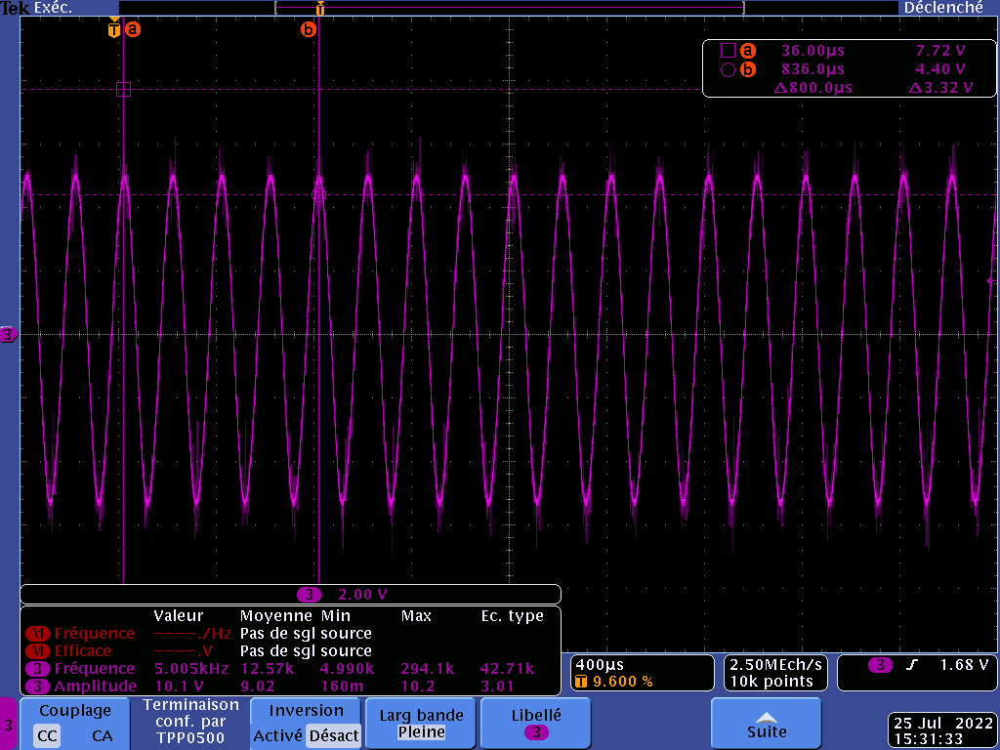 Tek Exéc. Déclenché
T a b T
a 36.00µs 7.72 V
b 836.0µs 4.40 V
Δ800.0µs Δ3.32 V
3
3 2.00 V
Valeur Moyenne Min Max Ec. type
M Fréquence ----./Hz Pas de sgl source
M Efficace ----.V Pas de sgl source
3 Fréquence 5.005kHz 12.57k 4.990k 294.1k 42.71k
3 Amplitude 10.1 V 9.02 160m 10.2 3.01
400µs
T 9.600 %
2.50MEch/s
10k points
3 1.68 V
3
Couplage
CC CA
Terminaison
conf. par
TPP0500
Inversion
Activé Désact
Larg bande
Pleine
Libellé
3
Suite
25 Jul 2022
15:31:33